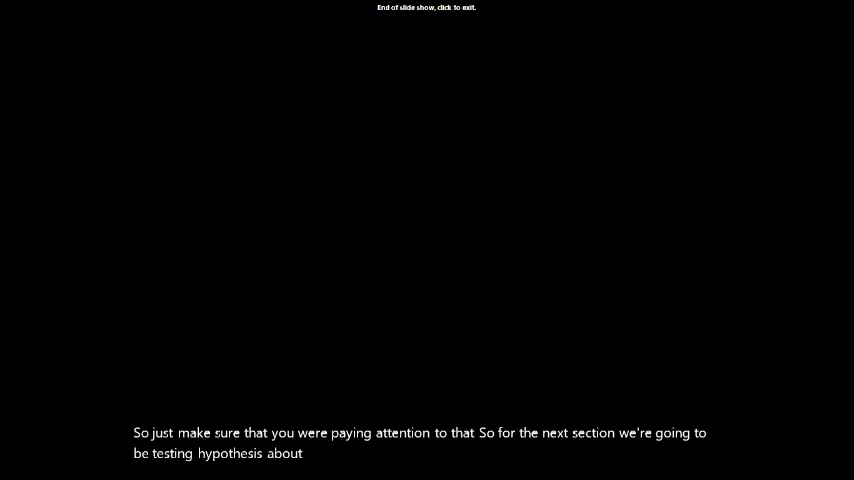 End of slide show, click to exit.
So just make sure that you were paying attention to that So for the next section we're going to
be testing hypothesis about